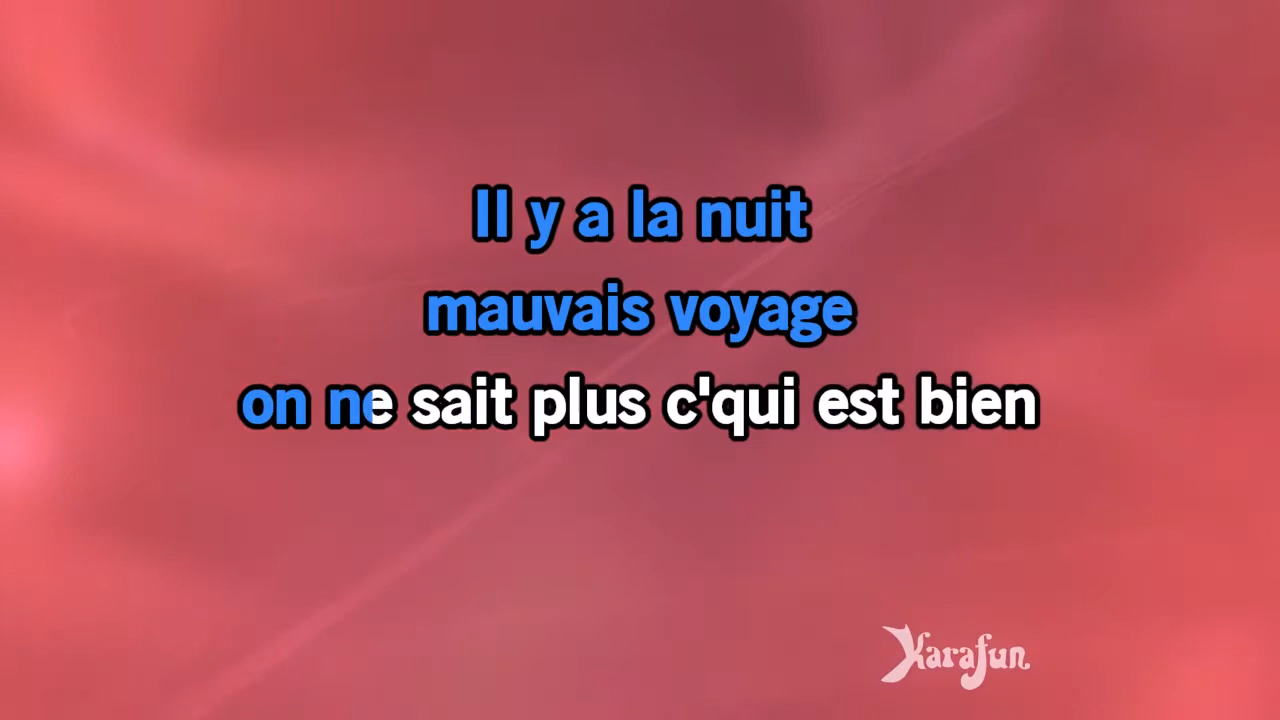 Il y a la nuit
mauvais voyage
on ne sait plus c'qui est bien
Karafun